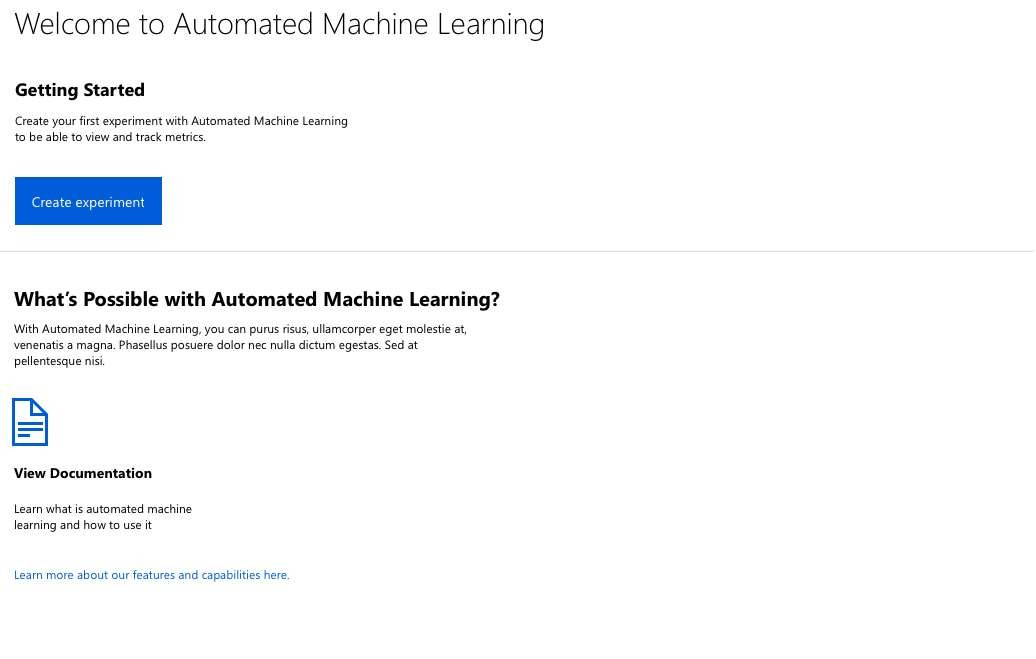 Welcome to Automated Machine Learning
Getting Started
Create your first experiment with Automated Machine Learning
to be able to view and track metrics.
Create experiment
What's Possible with Automated Machine Learning?
With Automated Machine Learning, you can purus risus, ullamcorper eget molestie at,
venenatis a magna. Phasellus posuere dolor nec nulla dictum egestas. Sed at
pellentesque nisi.
View Documentation
Learn what is automated machine
learning and how to use it
Learn more about our features and capabilities here.